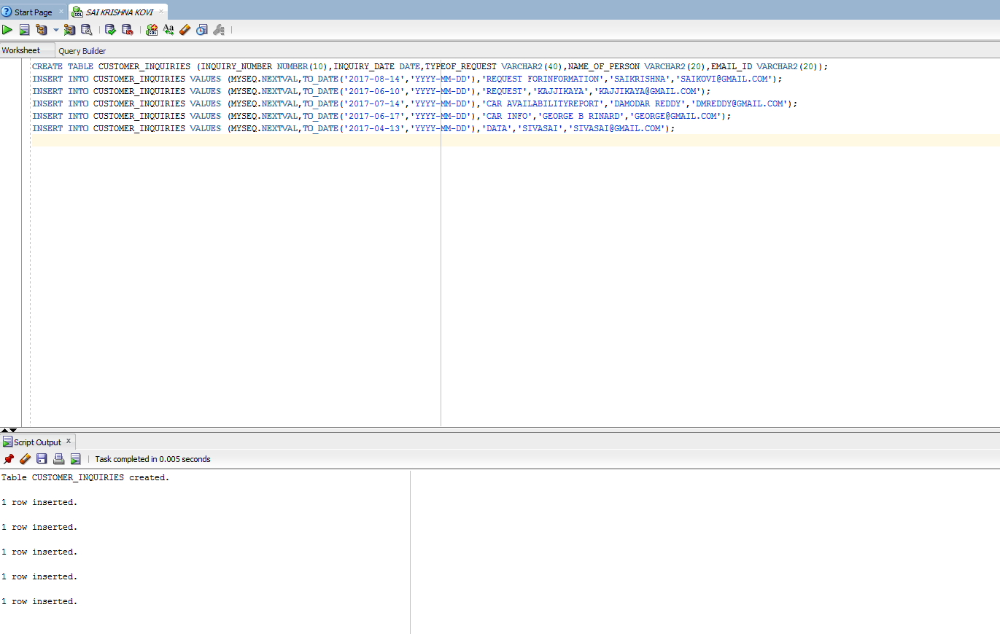 Start Page
SAI KRISHNA KOVI
Worksheet Query Builder
CREATE TABLE CUSTOMER_INQUIRIES (INQUIRY_NUMBER NUMBER(10),INQUIRY_DATE DATE,TYPEOF_REQUEST VARCHAR2(40),NAME_OF_PERSON VARCHAR2(20),EMAIL_ID VARCHAR2(20));
INSERT INTO CUSTOMER_INQUIRIES VALUES (MYSEQ.NEXTVAL,TO_DATE('2017-08-14','YYYY-MM-DD'),'REQUEST FORINFORMATION','SAIKRISHNA','SAIKOVI@GMAIL.COM');
INSERT INTO CUSTOMER_INQUIRIES VALUES (MYSEQ.NEXTVAL,TO_DATE('2017-06-10','YYYY-MM-DD'),'REQUEST','KAJJIKAYA','KAJJIKAYA@GMAIL.COM');
INSERT INTO CUSTOMER_INQUIRIES VALUES (MYSEQ.NEXTVAL,TO_DATE('2017-07-14','YYYY-MM-DD'),'CAR AVAILABILITYREPORT','DAMODAR REDDY','DMREDDY@GMAIL.COM');
INSERT INTO CUSTOMER_INQUIRIES VALUES (MYSEQ.NEXTVAL,TO_DATE('2017-06-17','YYYY-MM-DD'),'CAR INFO','GEORGE B RINARD','GEORGE@GMAIL.COM');
INSERT INTO CUSTOMER_INQUIRIES VALUES (MYSEQ.NEXTVAL,TO_DATE('2017-04-13','YYYY-MM-DD'),'DATA','SIVASAI','SIVASAI@GMAIL.COM');
Script Output
Task completed in 0.005 seconds
Table CUSTOMER_INQUIRIES created.
1 row inserted.
1 row inserted.
1 row inserted.
1 row inserted.
1 row inserted.